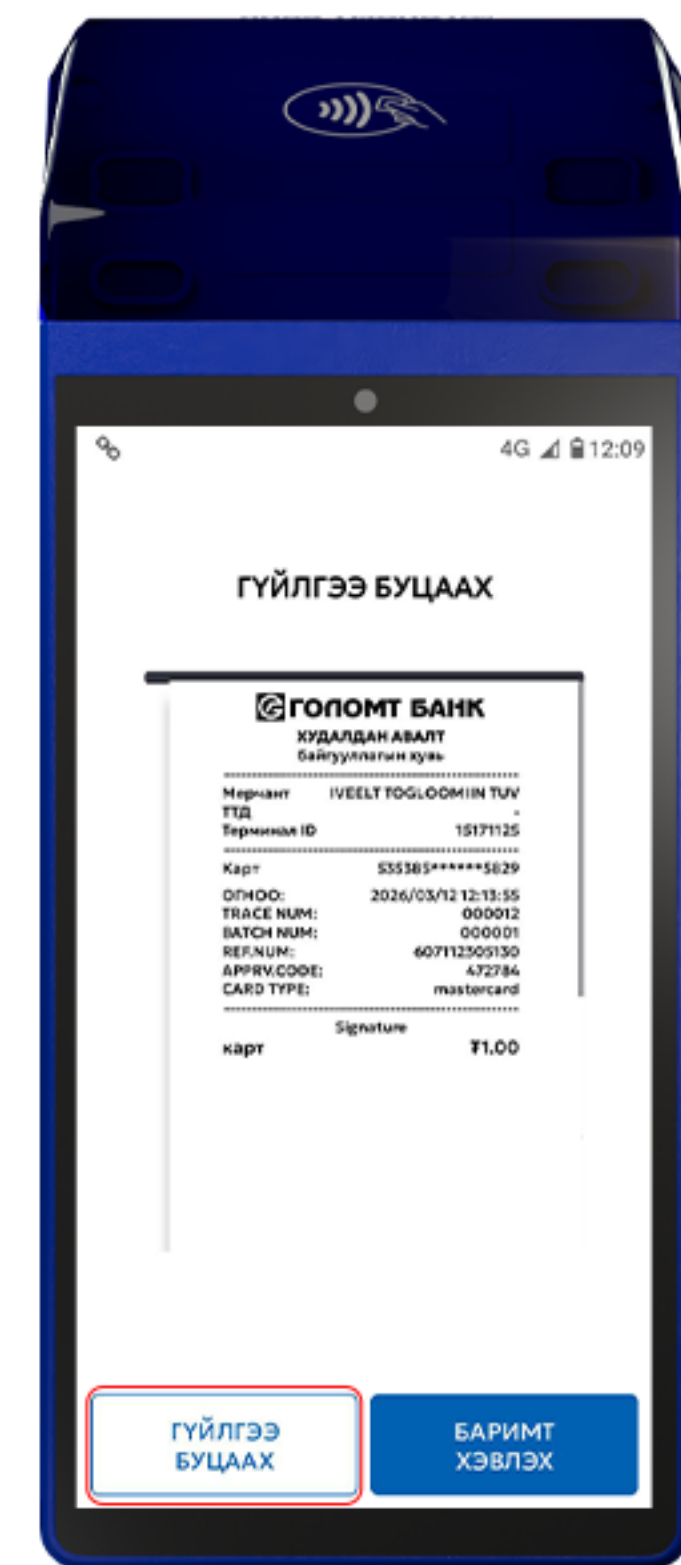 4G 12:09
ГҮЙЛГЭЭ БУЦААХ
ГОЛОМТ БАНК
ХУДАЛДАН АВАЛТ
байгууллагын хувь
Мерчант IVEELT TOGLOOMIIN TUV
ТТД -
Терминал ID 15171125
Карт 535385******5829
ОГНОО: 2026/03/12 12:13:55
TRACE NUM: 000012
BATCH NUM: 000001
REF.NUM: 607112305130
APPRV.CODE: 472784
CARD TYPE: mastercard
Signature
карт ₮1.00
ГҮЙЛГЭЭ
БУЦААХ
БАРИМТ
ХЭВЛЭХ